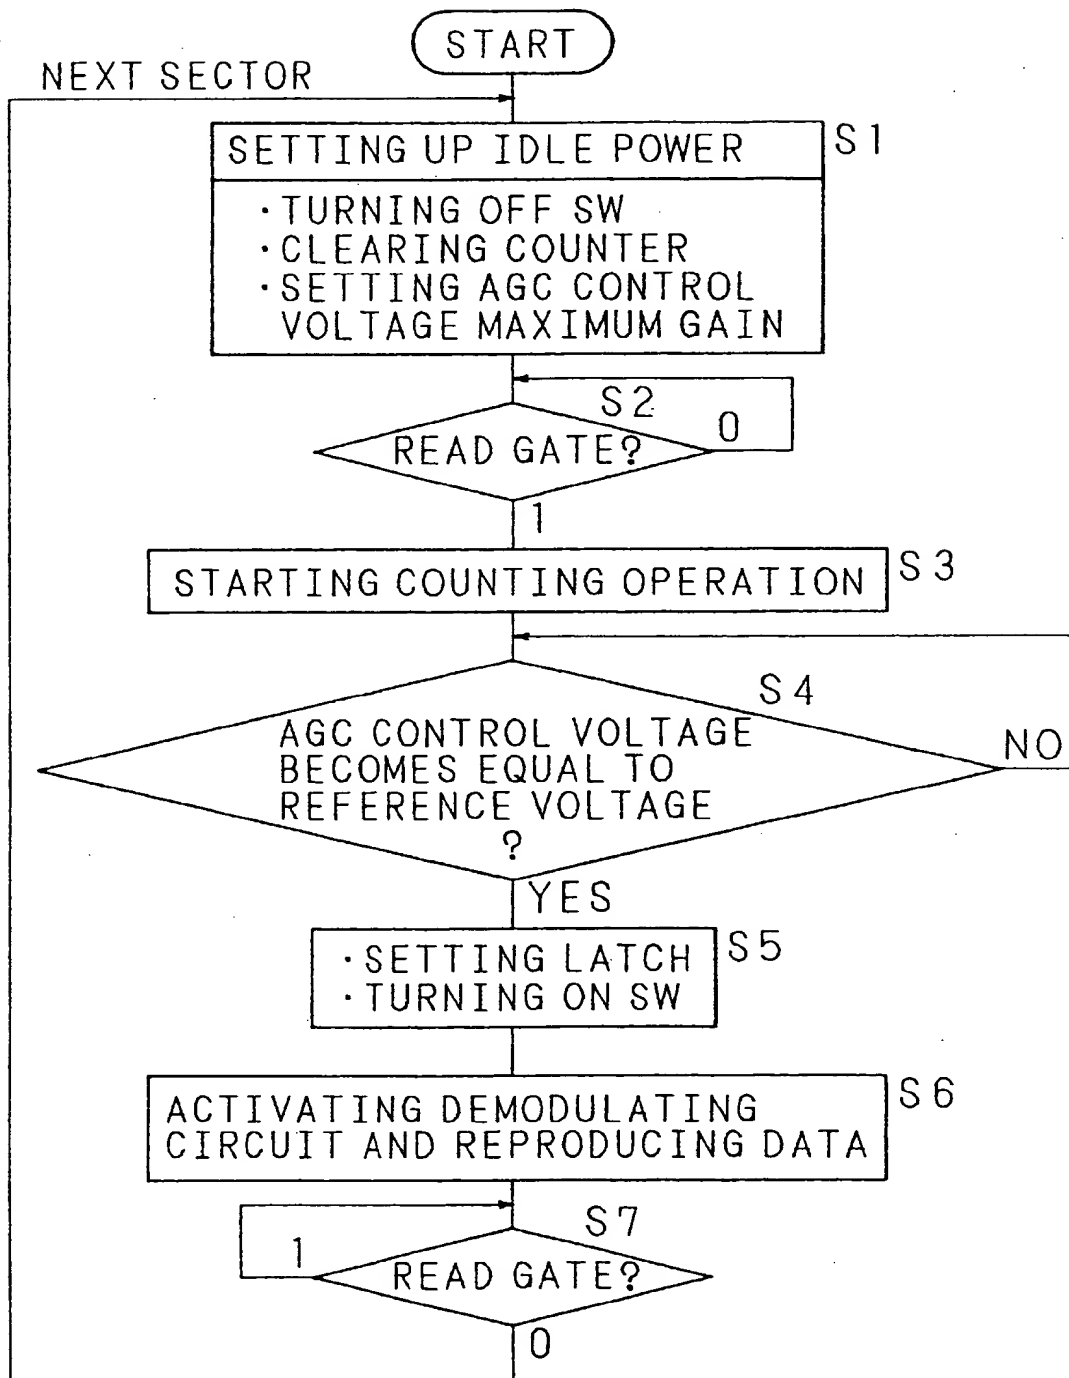 START
NEXT SECTOR
SETTING UP IDLE POWER
S1
·TURNING OFF SW
·CLEARING COUNTER
·SETTING AGC CONTROL
VOLTAGE MAXIMUM GAIN
S2
READ GATE?
0
1
STARTING COUNTING OPERATION
S3
S4
AGC CONTROL VOLTAGE
BECOMES EQUAL TO
REFERENCE VOLTAGE
?
NO
YES
·SETTING LATCH
·TURNING ON SW
S5
ACTIVATING DEMODULATING
CIRCUIT AND REPRODUCING DATA
S6
S7
1
READ GATE?
0